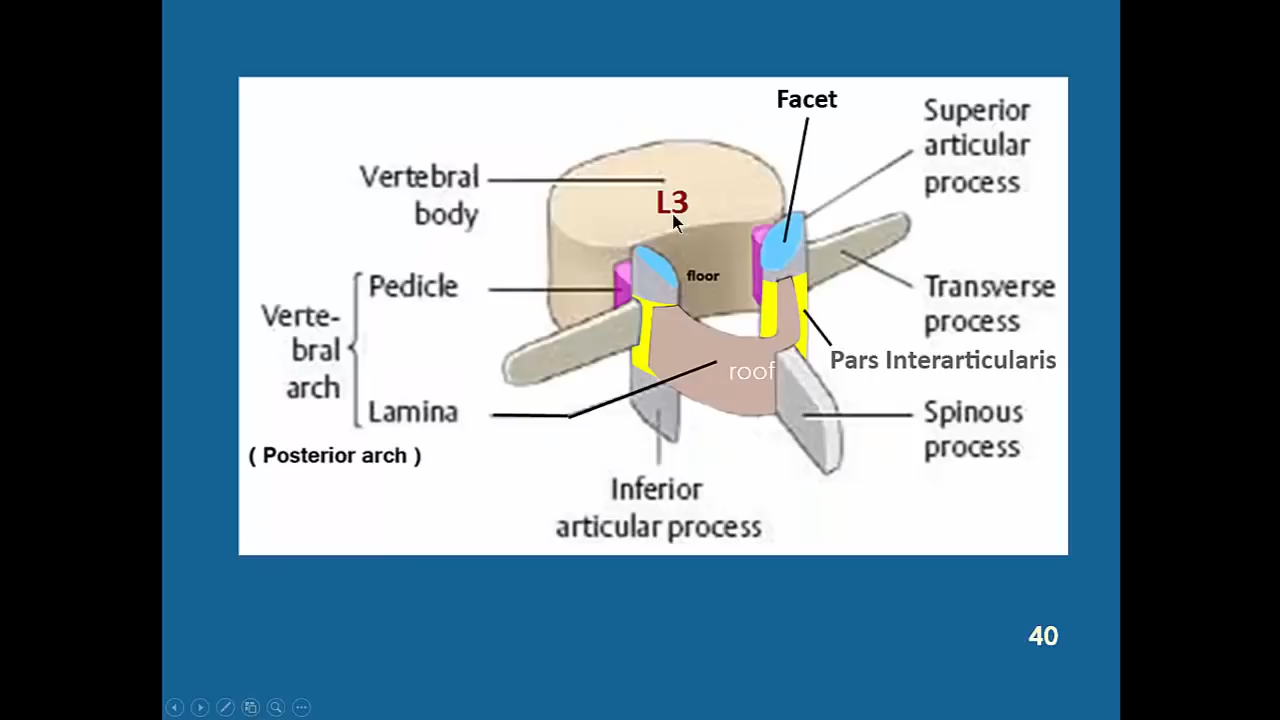 Facet
Superior
articular
process
Vertebral
body
L3
floor
Pedicle
Verte-
bral
arch
Transverse
process
Pars Interarticularis
roof
Lamina
Spinous
process
( Posterior arch )
Inferior
articular process
40